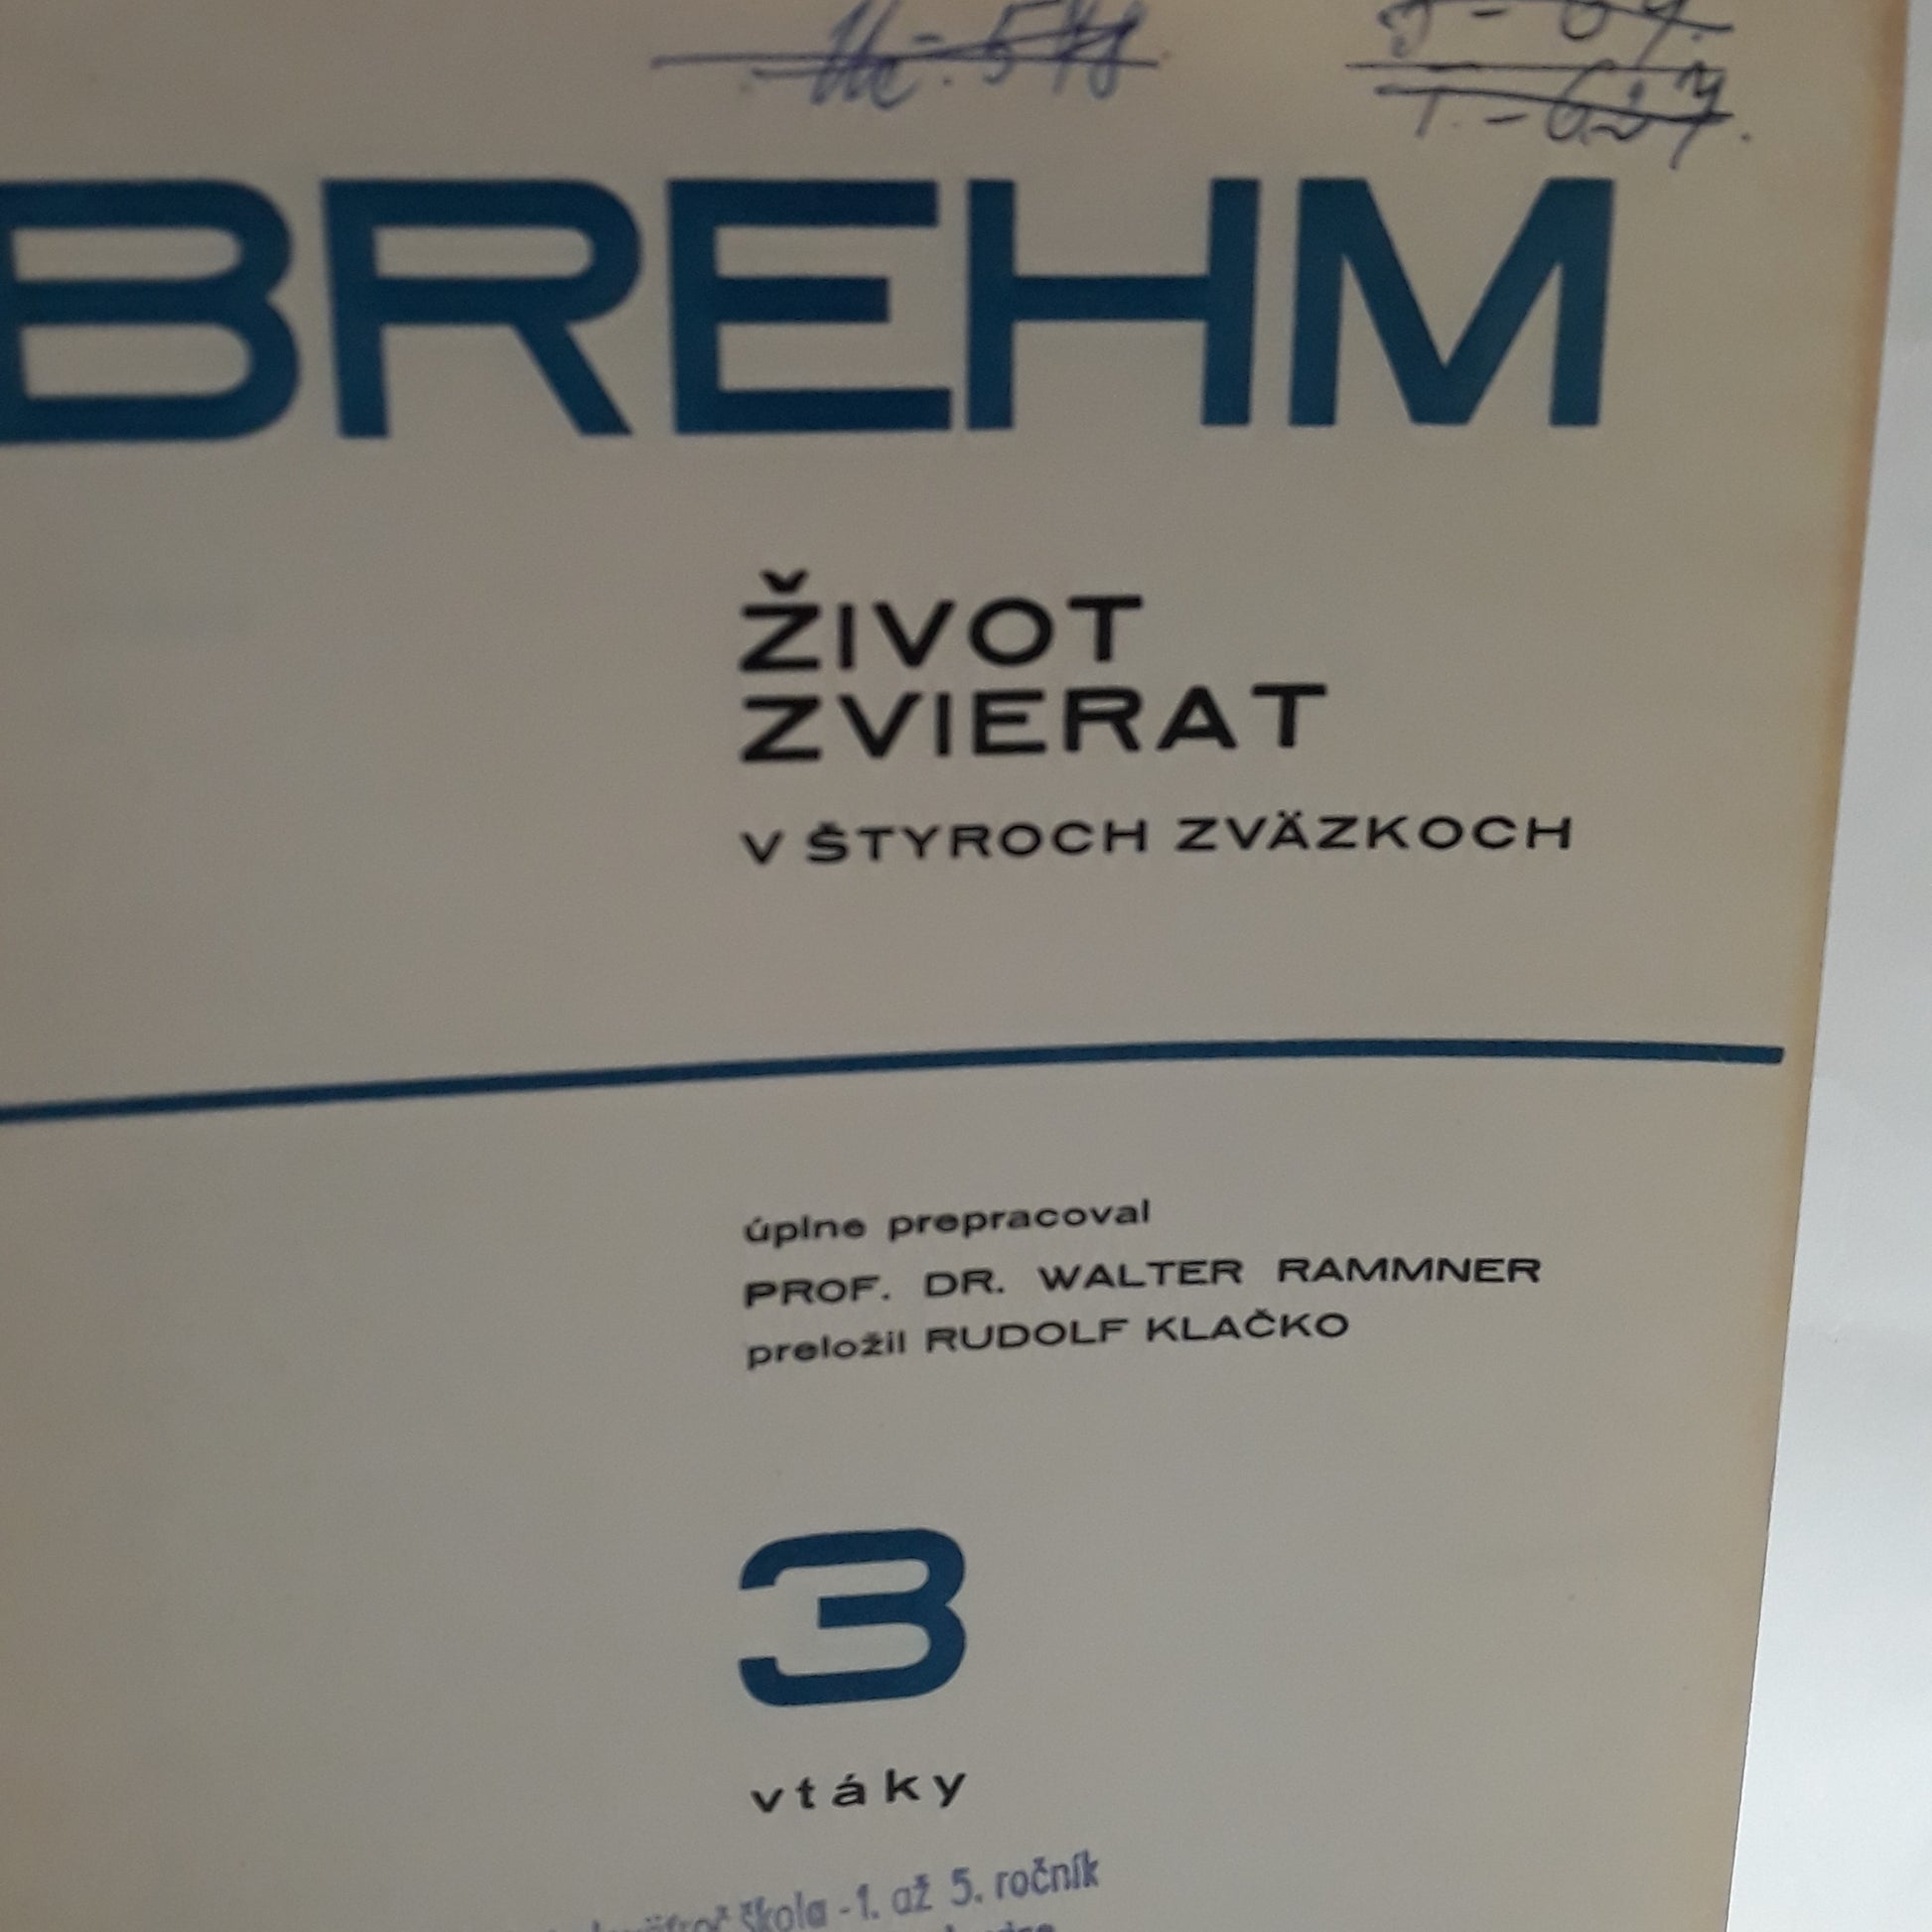 BREHM
ŽIVOT
ZVIERAT
V ŠTYROCH ZVÄZKOCH
úplne prepracoval
PROF. DR. WALTER RAMMNER
preložil RUDOLF KLAČKO
3
vtáky
škola - 1. až 5. ročník